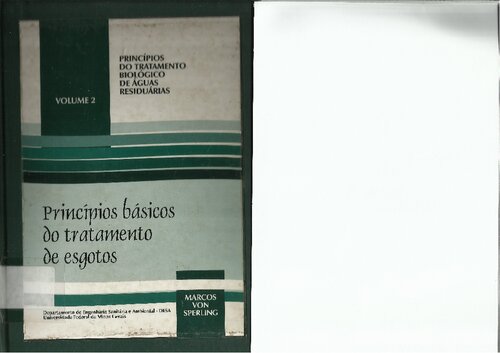 PRINCÍPIOS
DO TRATAMENTO
BIOLÓGICO
DE ÁGUAS
RESIDUÁRIAS
VOLUME 2
Princípios básicos
do tratamento
de esgotos
MARCOS
VON
SPERLING
Departamento de Engenharia Sanitária e Ambiental - DESA
Universidade Federal de Minas Gerais